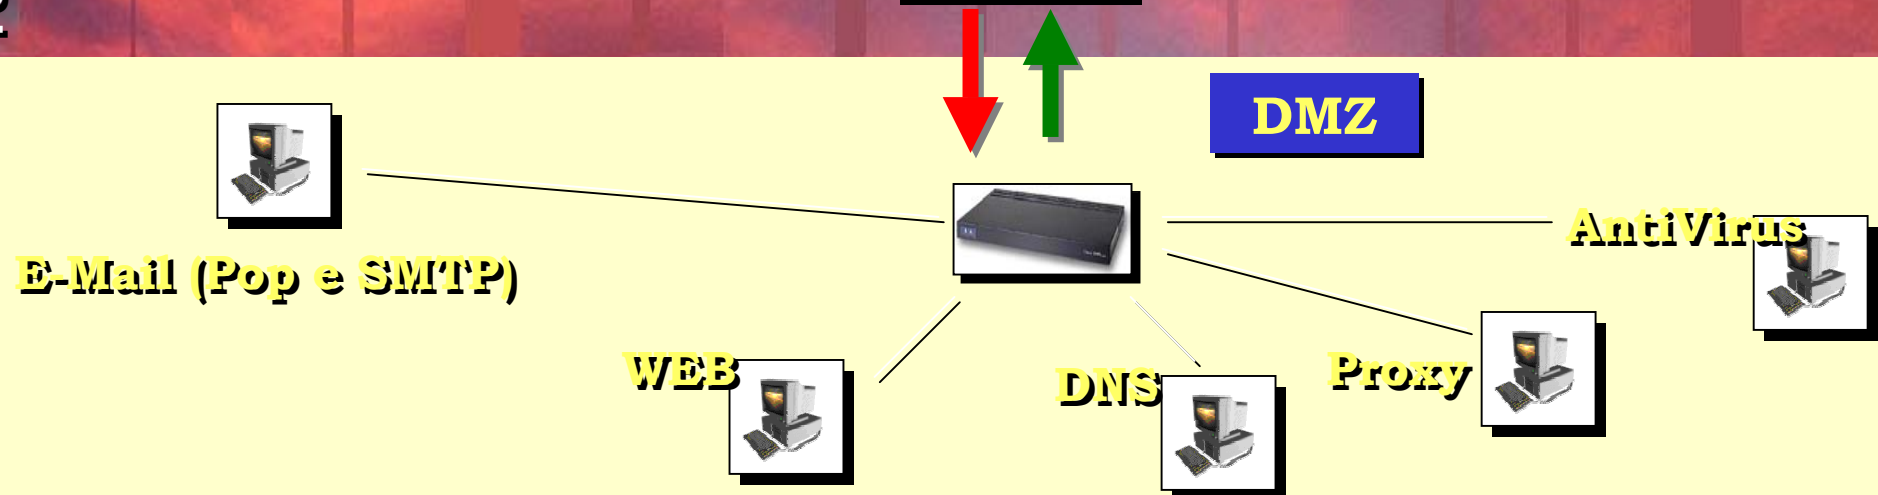 DMZ
AntiVirus
E-Mail (Pop e SMTP)
WEB
DNS
Proxy